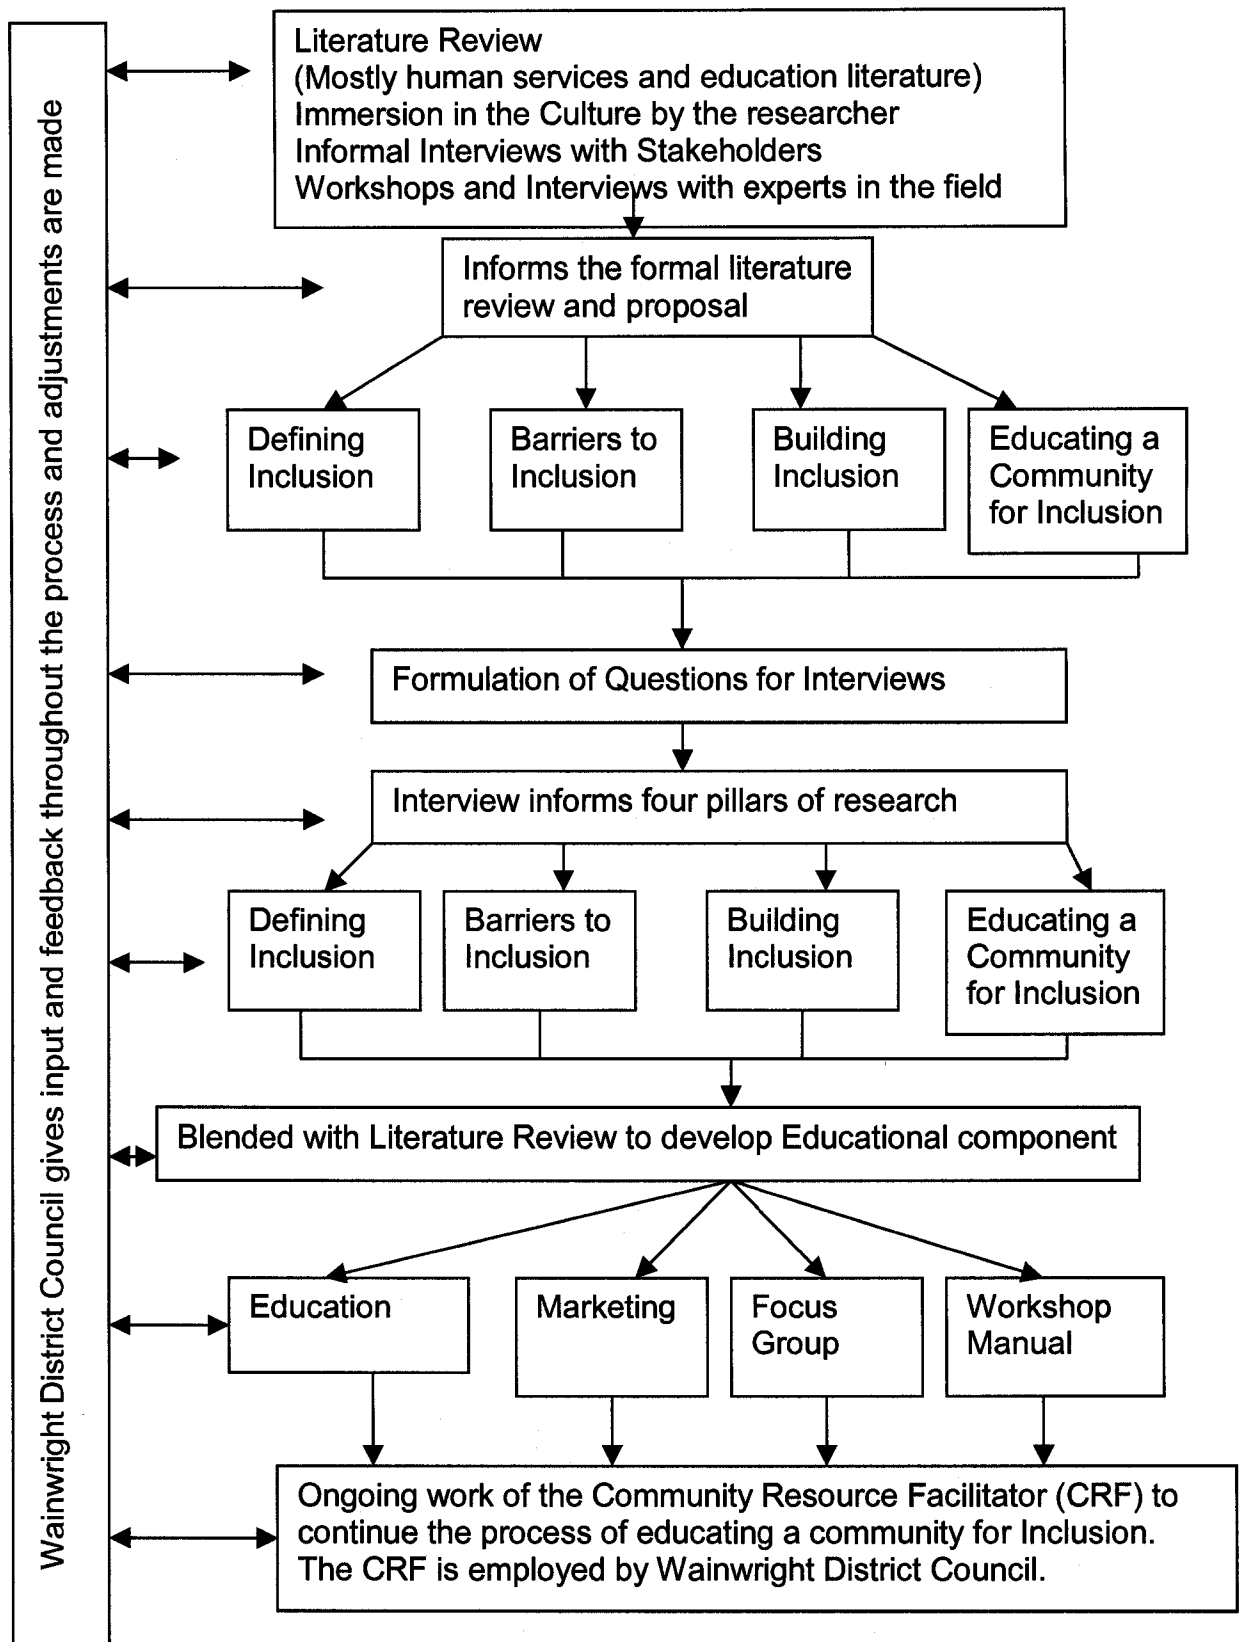 Wainwright District Council gives input and feedback throughout the process and adjustments are made
Literature Review
(Mostly human services and education literature)
Immersion in the Culture by the researcher
Informal Interviews with Stakeholders
Workshops and Interviews with experts in the field
Informs the formal literature
review and proposal
Defining
Inclusion
Barriers to
Inclusion
Building
Inclusion
Educating a
Community
for Inclusion
Formulation of Questions for Interviews
Interview informs four pillars of research
Defining
Inclusion
Barriers to
Inclusion
Building
Inclusion
Educating a
Community
for Inclusion
Blended with Literature Review to develop Educational component
Education
Marketing
Focus
Group
Workshop
Manual
Ongoing work of the Community Resource Facilitator (CRF) to
continue the process of educating a community for Inclusion.
The CRF is employed by Wainwright District Council.